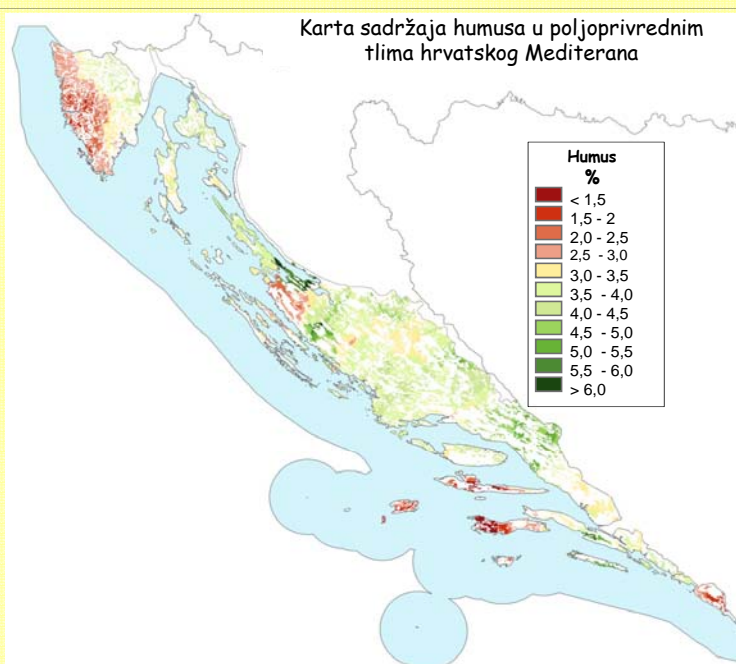 Karta sadržaja humusa u poljoprivrednim
tlima hrvatskog Mediterana
Humus
%
< 1,5
1,5 - 2
2,0 - 2,5
2,5 - 3,0
3,0 - 3,5
3,5 - 4,0
4,0 - 4,5
4,5 - 5,0
5,0 - 5,5
5,5 - 6,0
> 6,0